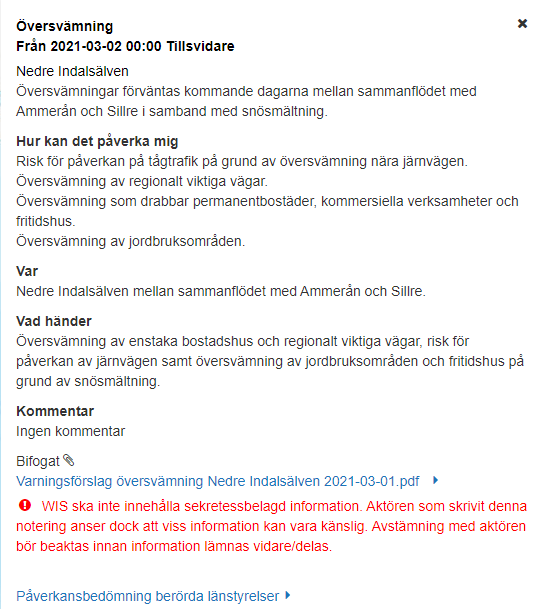 Översvämning
Från 2021-03-02 00:00 Tillsvidare
Nedre Indalsälven
Översvämningar förväntas kommande dagarna mellan sammanflödet med
Ammerån och Sillre i samband med snösmältning.
Hur kan det påverka mig
Risk för påverkan på tågtrafik på grund av översvämning nära järnvägen.
Översvämning av regionalt viktiga vägar.
Översvämning som drabbar permanentbostäder, kommersiella verksamheter och
fritidshus.
Översvämning av jordbruksområden.
Var
Nedre Indalsälven mellan sammanflödet med Ammerån och Sillre.
Vad händer
Översvämning av enstaka bostadshus och regionalt viktiga vägar, risk för
påverkan av järnvägen samt översvämning av jordbruksområden och fritidshus på
grund av snösmältning.
Kommentar
Ingen kommentar
Bifogat
Varningsförslag översvämning Nedre Indalsälven 2021-03-01.pdf
WIS ska inte innehålla sekretessbelagd information. Aktören som skrivit denna
notering anser dock att viss information kan vara känslig. Avstämning med aktören
bör beaktas innan information lämnas vidare/delas.
Påverkansbedömning berörda länstyrelser